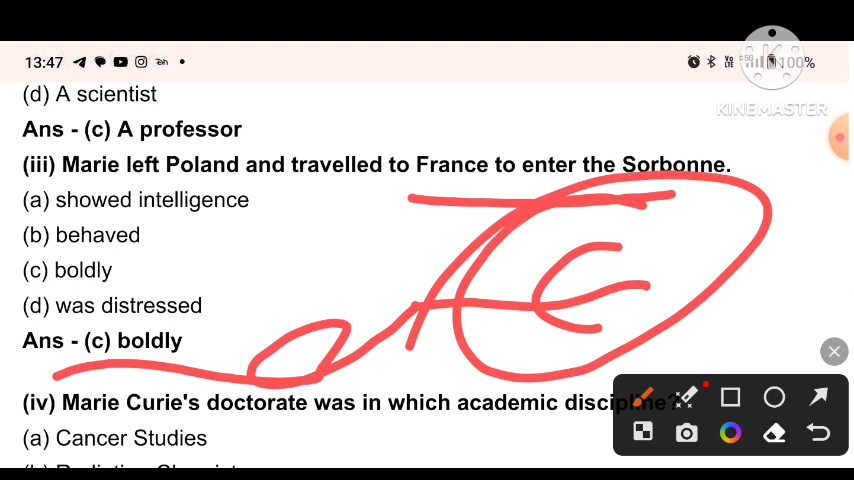 13:47
100%
KINEMASTER
(d) A scientist
Ans - (c) A professor
(iii) Marie left Poland and travelled to France to enter the Sorbonne.
(a) showed intelligence
(b) behaved
(c) boldly
(d) was distressed
Ans - (c) boldly
(iv) Marie Curie's doctorate was in which academic discipline?
(a) Cancer Studies